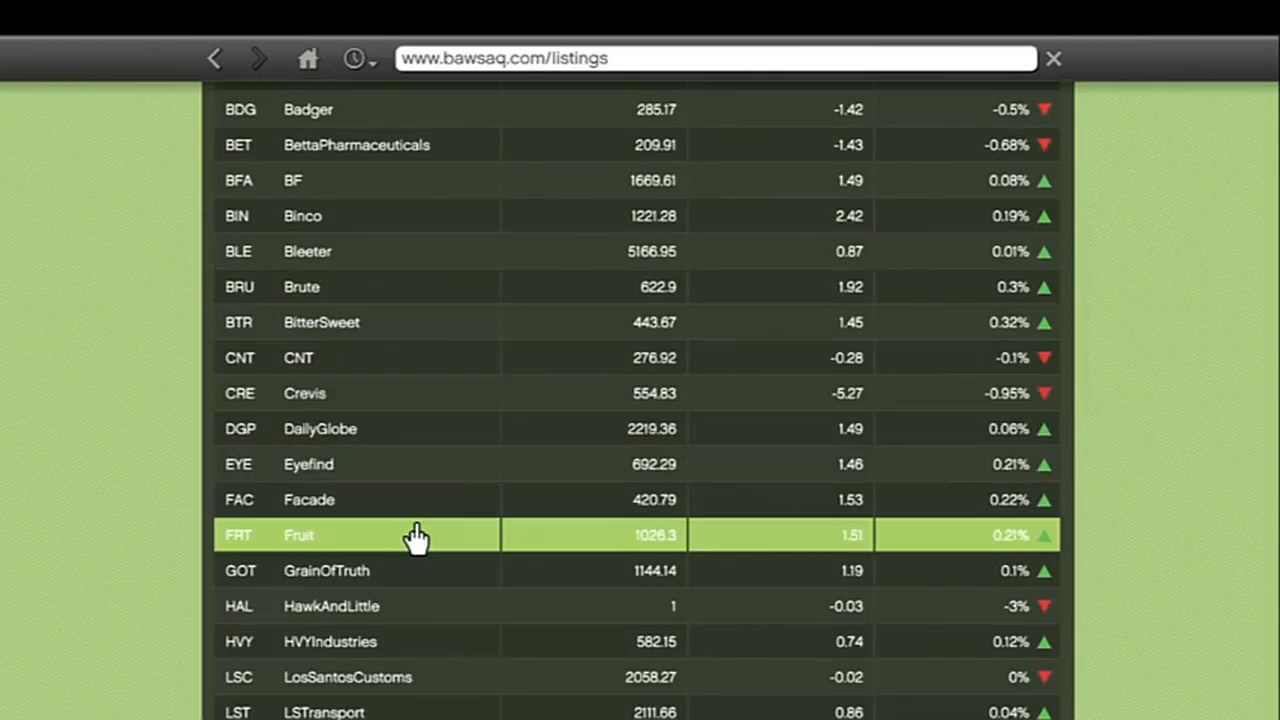 www.bawsaq.com/listings
BDG Badger 285.17 -1.42 -0.5%
BET BettaPharmaceuticals 209.91 -1.43 -0.68%
BFA BF 1669.61 1.49 0.08%
BIN Binco 1221.28 2.42 0.19%
BLE Bleeter 5166.95 0.87 0.01%
BRU Brute 622.9 1.92 0.3%
BTR BitterSweet 443.67 1.45 0.32%
CNT CNT 276.92 -0.28 -0.1%
CRE Crevis 554.83 -5.27 -0.95%
DGP DailyGlobe 2219.36 1.49 0.06%
EYE Eyefind 692.29 1.46 0.21%
FAC Facade 420.79 1.53 0.22%
FRT Fruit 1026.3 1.51 0.21%
GOT GrainOfTruth 1144.14 1.19 0.1%
HAL HawkAndLittle 1 -0.03 -3%
HVY HVYIndustries 582.15 0.74 0.12%
LSC LosSantosCustoms 2058.27 -0.02 0%
LST LSTransport 2111.66 0.86 0.04%